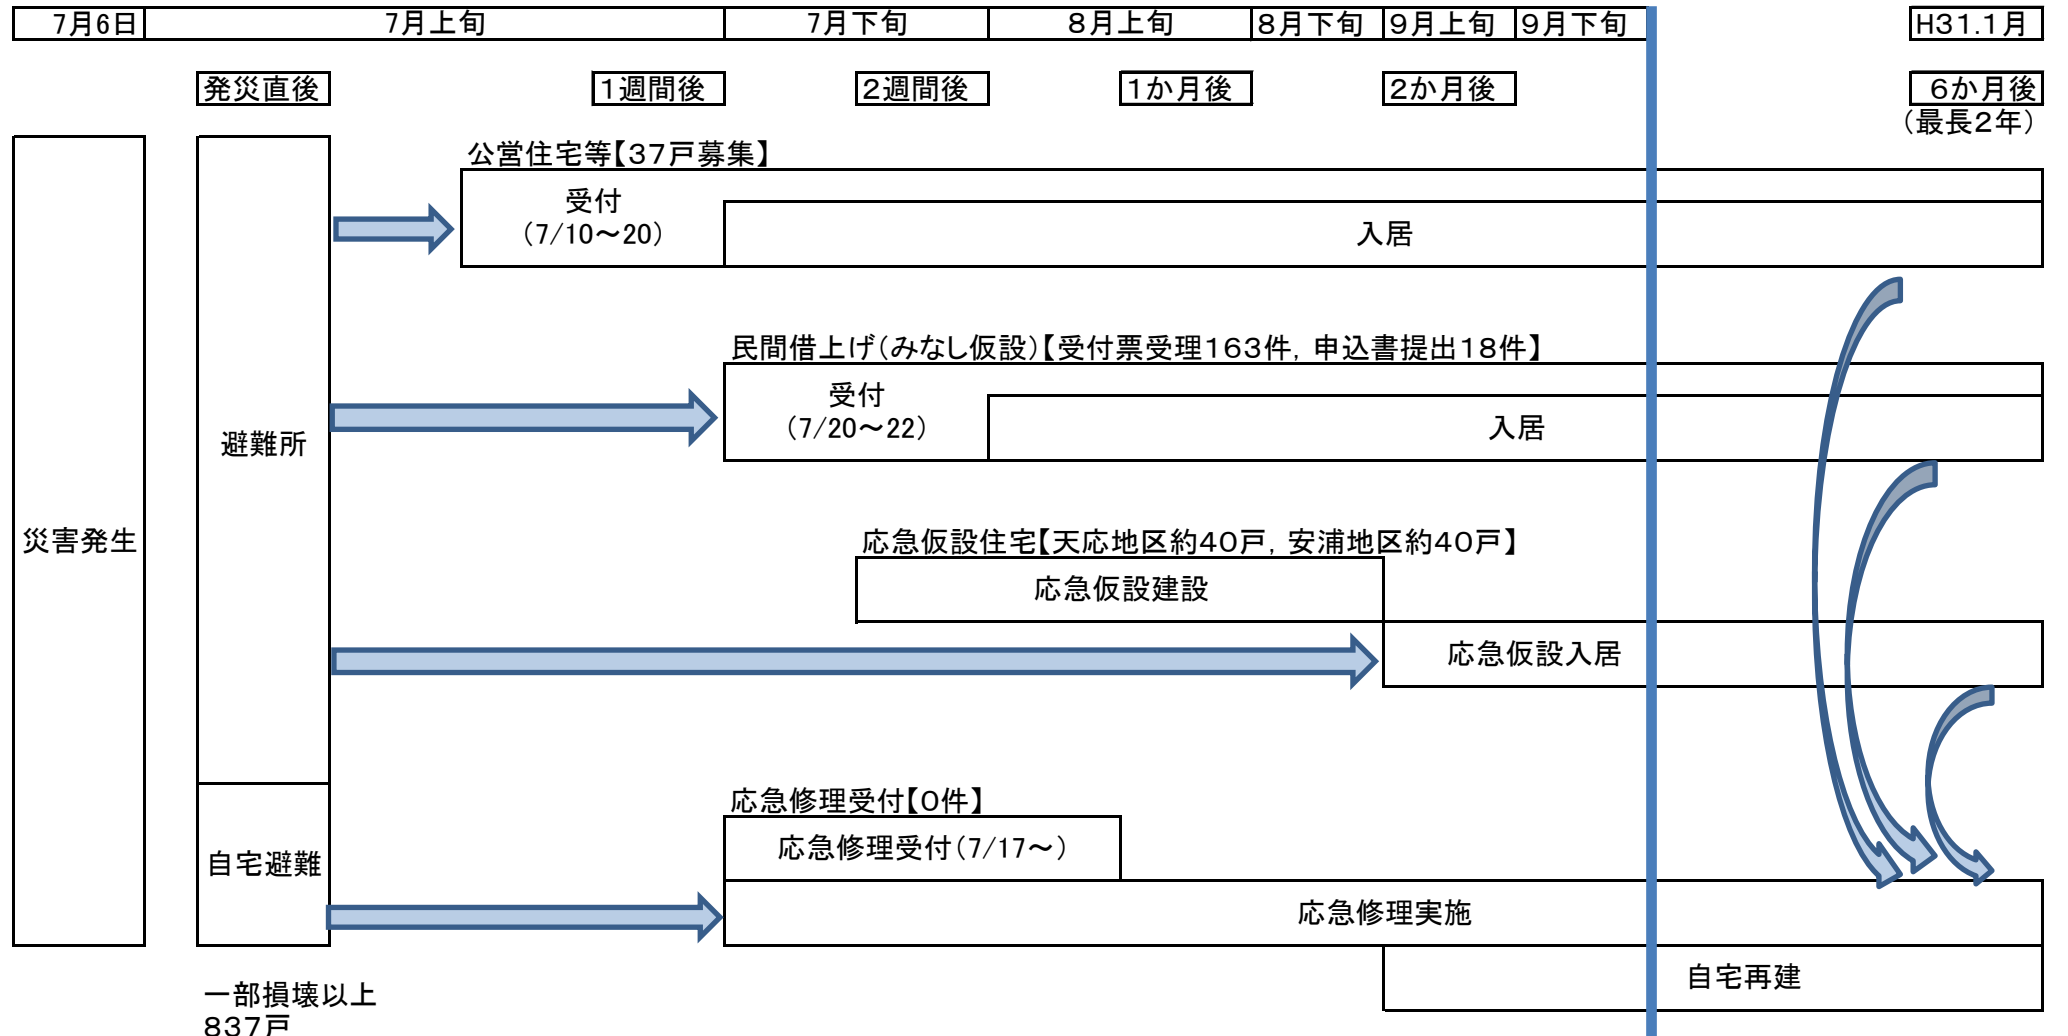 7月6日 7月上旬 7月下旬 8月上旬 8月下旬 9月上旬 9月下旬 H31.1月
発災直後 1週間後 2週間後 1か月後 2か月後 6か月後
（最長2年）
公営住宅等【37戸募集】
受付
（7/10～20）
入居
民間借上げ（みなし仮設）【受付票受理163件，申込書提出18件】
受付
（7/20～22）
入居
避難所
災害発生
応急仮設住宅【天応地区約40戸，安浦地区約40戸】
応急仮設建設
応急仮設入居
応急修理受付【0件】
応急修理受付（7/17～）
自宅避難
応急修理実施
自宅再建
一部損壊以上
837戸